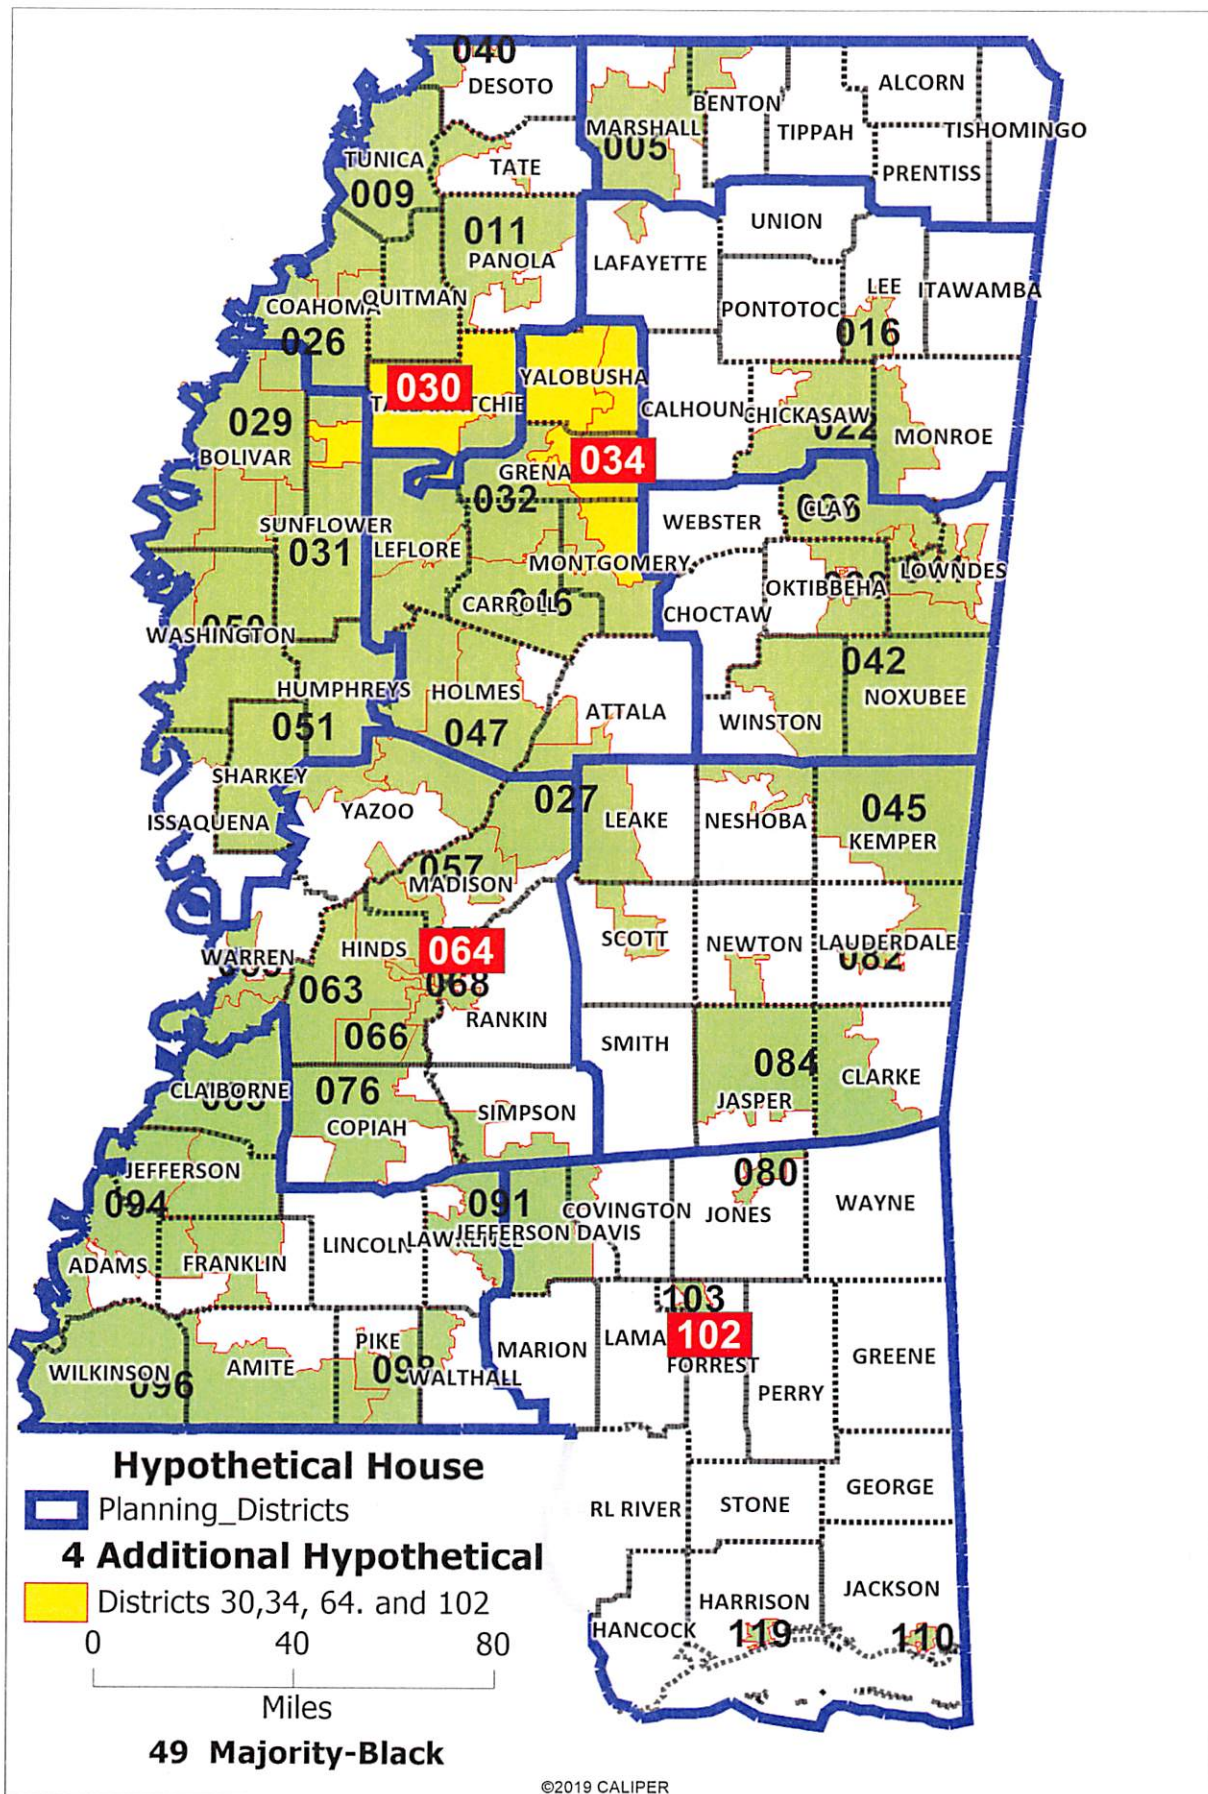 040
DESOTO
ALCORN
BENTON
MARSHALL
005
TIPPAH
TISHOMINGO
TUNICA
009
TATE
PRENTISS
011
PANOLA
UNION
LAFAYETTE
COAHOMA
QUITMAN
PONTOTOC
LEE
ITAWAMBA
026
016
030
YALOBUSHA
029
BOLIVAR
CALHOUN
CHICKASAW
022
MONROE
GRENA
034
032
SUNFLOWER
031
LEFLORE
WEBSTER
CLAY
MONTGOMERY
OKTIBBEHA
LOWNDES
CARROLL
CHOCTAW
WASHINGTON
HUMPHREYS
HOLMES
042
NOXUBEE
051
047
ATTALA
WINSTON
SHARKEY
ISSAQUENA
YAZOO
027
LEAKE
NESHOBA
045
KEMPER
057
MADISON
WARREN
HINDS
064
SCOTT
NEWTON
LAUDERDALE
082
063
068
066
RANKIN
SMITH
084
CLARKE
CLAIBORNE
076
COPIAH
SIMPSON
JASPER
JEFFERSON
094
091
COVINGTON
080
JONES
WAYNE
ADAMS
FRANKLIN
LINCOLN
JEFFERSON DAVIS
103
102
WILKINSON
096
AMITE
PIKE
WALTHALL
MARION
LAMA
FORREST
PERRY
GREENE
Hypothetical House
Planning_Districts
RL RIVER
STONE
GEORGE
4 Additional Hypothetical
Districts 30,34, 64. and 102
HANCOCK
HARRISON
119
JACKSON
110
0 40 80
Miles
49 Majority-Black
©2019 CALIPER